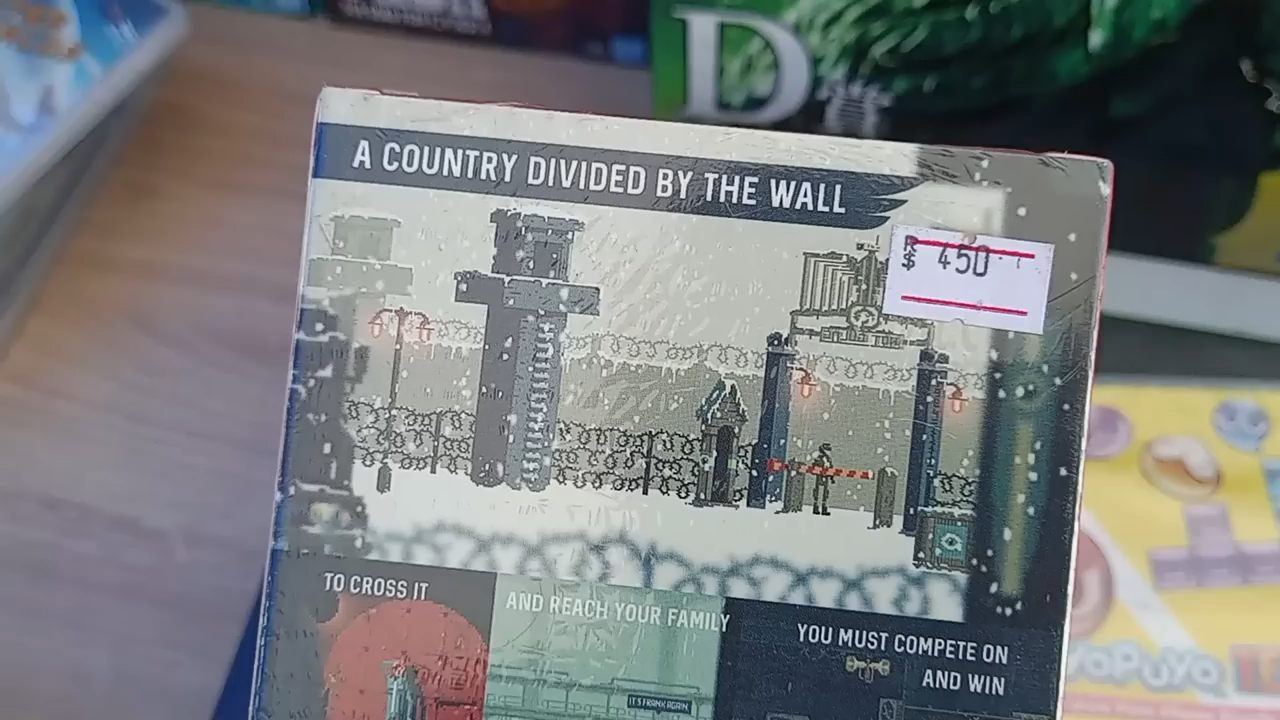 D
A COUNTRY DIVIDED BY THE WALL
R$ 450
TO CROSS IT
AND REACH YOUR FAMILY
YOU MUST COMPETE ON
AND WIN
IT'S FRANK AGAIN.